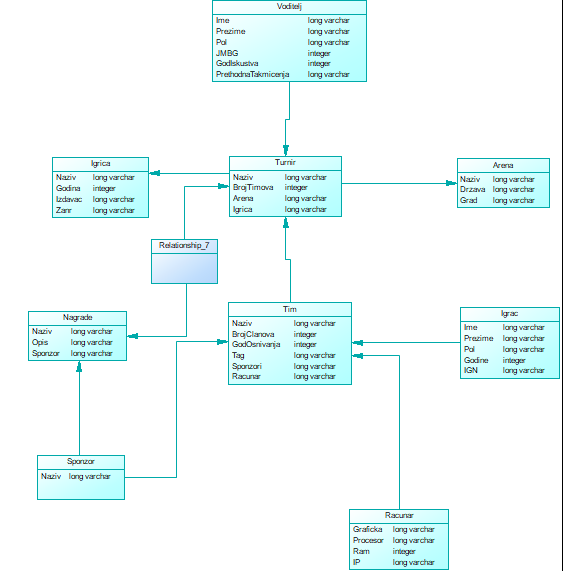 Voditelj
Ime long varchar
Prezime long varchar
Pol long varchar
JMBG integer
GodIskustva integer
PrethodnaTakmicenja long varchar
Igrica
Naziv long varchar
Godina integer
Izdavac long varchar
Zanr long varchar
Turnir
Naziv long varchar
BrojTimova integer
Arena long varchar
Igrica long varchar
Arena
Naziv long varchar
Drzava long varchar
Grad long varchar
Relationship_7
Nagrade
Naziv long varchar
Opis long varchar
Sponzor long varchar
Tim
Naziv long varchar
BrojClanova integer
GodOsnivanja integer
Tag long varchar
Sponzori long varchar
Racunar long varchar
Igrac
Ime long varchar
Prezime long varchar
Pol long varchar
Godine integer
IGN long varchar
Sponzor
Naziv long varchar
Racunar
Graficka long varchar
Procesor long varchar
Ram integer
IP long varchar